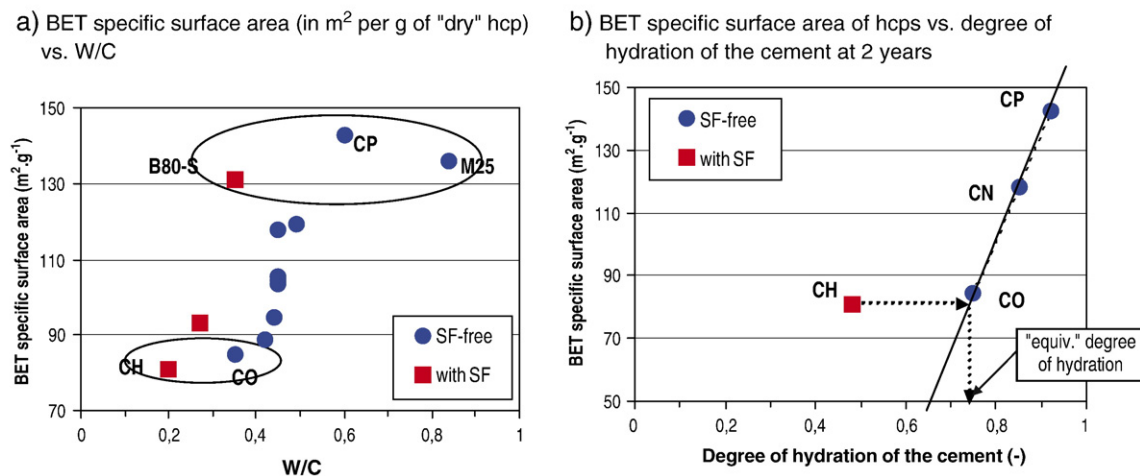 a) BET specific surface area (in m² per g of "dry" hcp)
vs. W/C
BET specific surface area (m².g⁻¹)
150
130
110
90
70
0
0,2
0,4
0,6
0,8
1
W/C
CP
B80-S
M25
CH
CO
SF-free
with SF
b) BET specific surface area of hcps vs. degree of
hydration of the cement at 2 years
BET specific surface area (m².g⁻¹)
150
130
110
90
70
50
0
0,2
0,4
0,6
0,8
1
Degree of hydration of the cement (-)
SF-free
with SF
CP
CN
CH
CO
"equiv." degree
of hydration